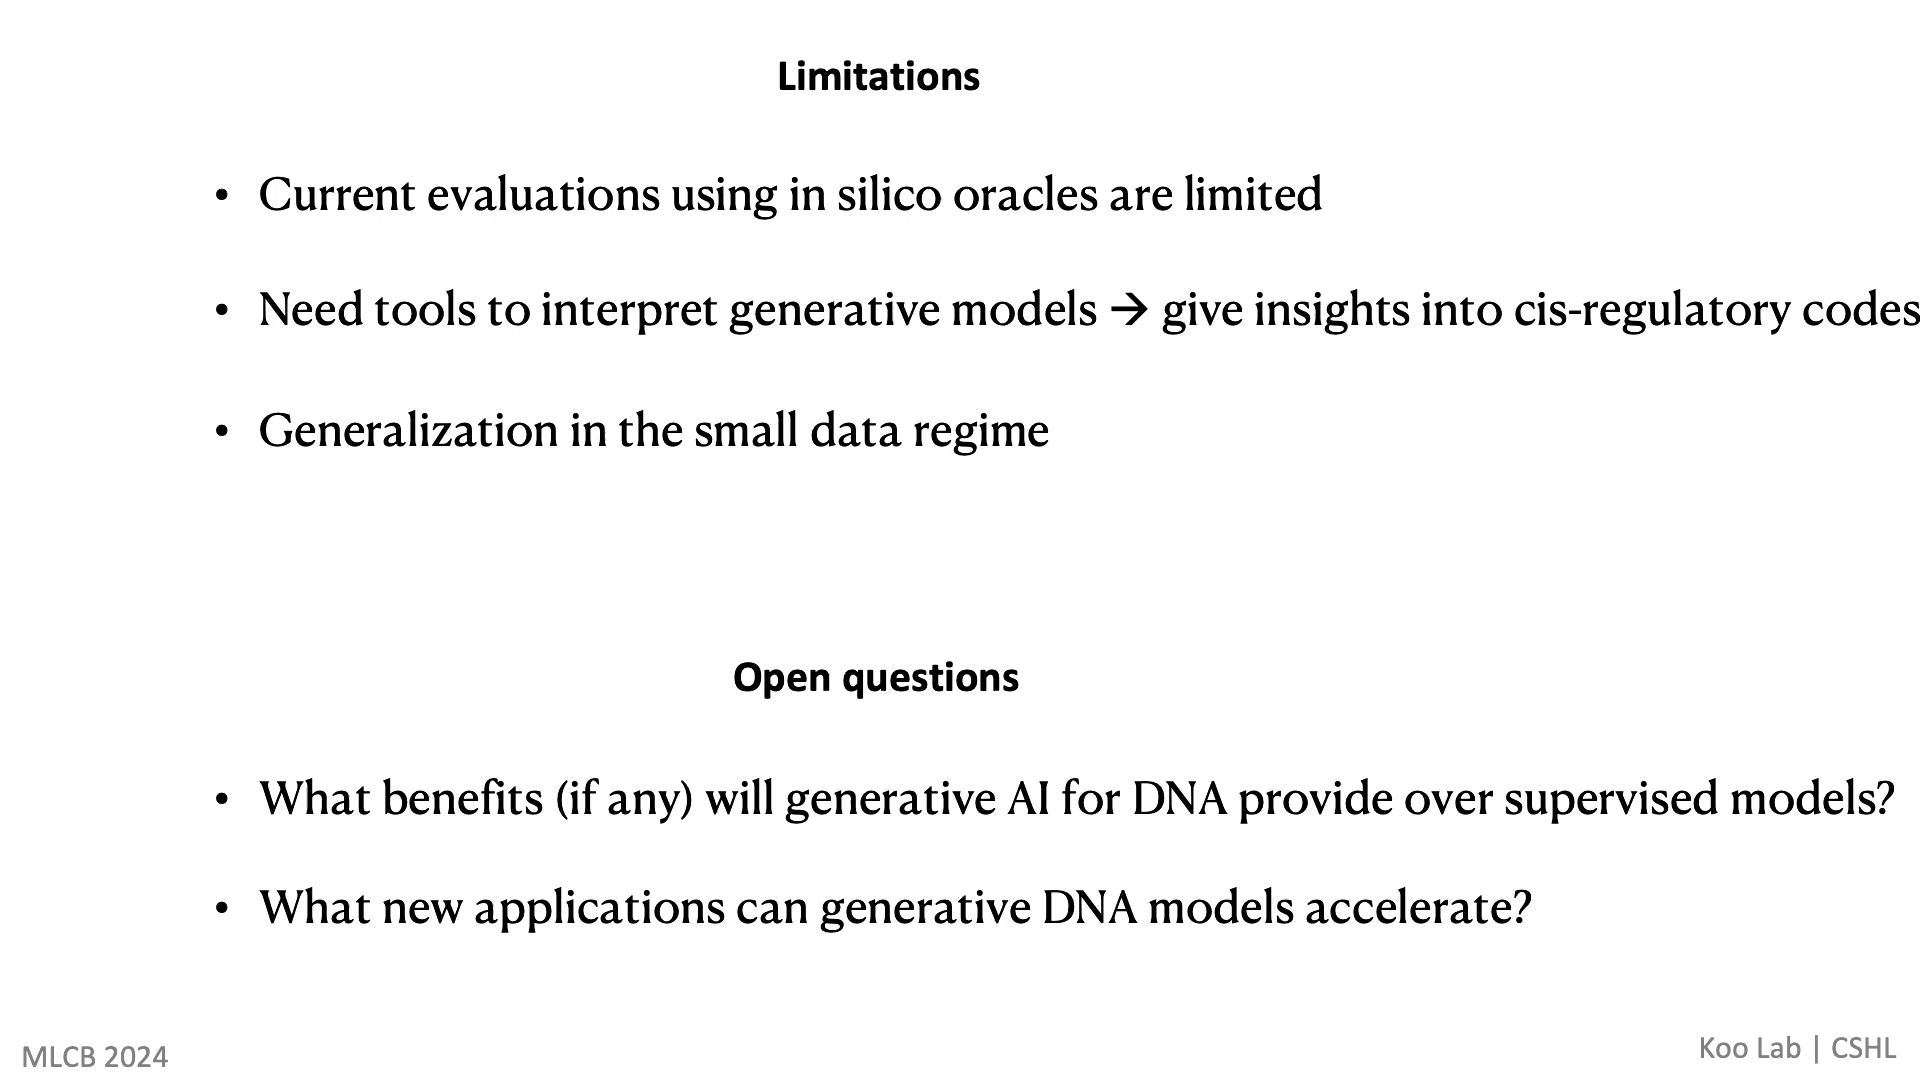 Limitations
• Current evaluations using in silico oracles are limited
• Need tools to interpret generative models → give insights into cis-regulatory codes
• Generalization in the small data regime
Open questions
• What benefits (if any) will generative AI for DNA provide over supervised models?
• What new applications can generative DNA models accelerate?
MLCB 2024
Koo Lab | CSHL